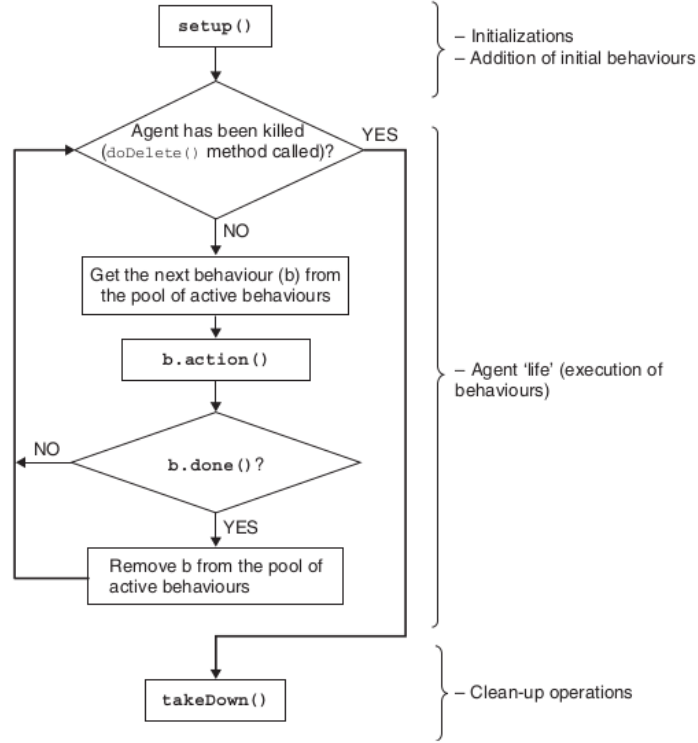 setup()
– Initializations
– Addition of initial behaviours
Agent has been killed
(doDelete() method called)?
YES
NO
Get the next behaviour (b) from
the pool of active behaviours
b.action()
– Agent ‘life’ (execution of
behaviours)
NO
b.done()?
YES
Remove b from the pool of
active behaviours
takeDown()
– Clean-up operations